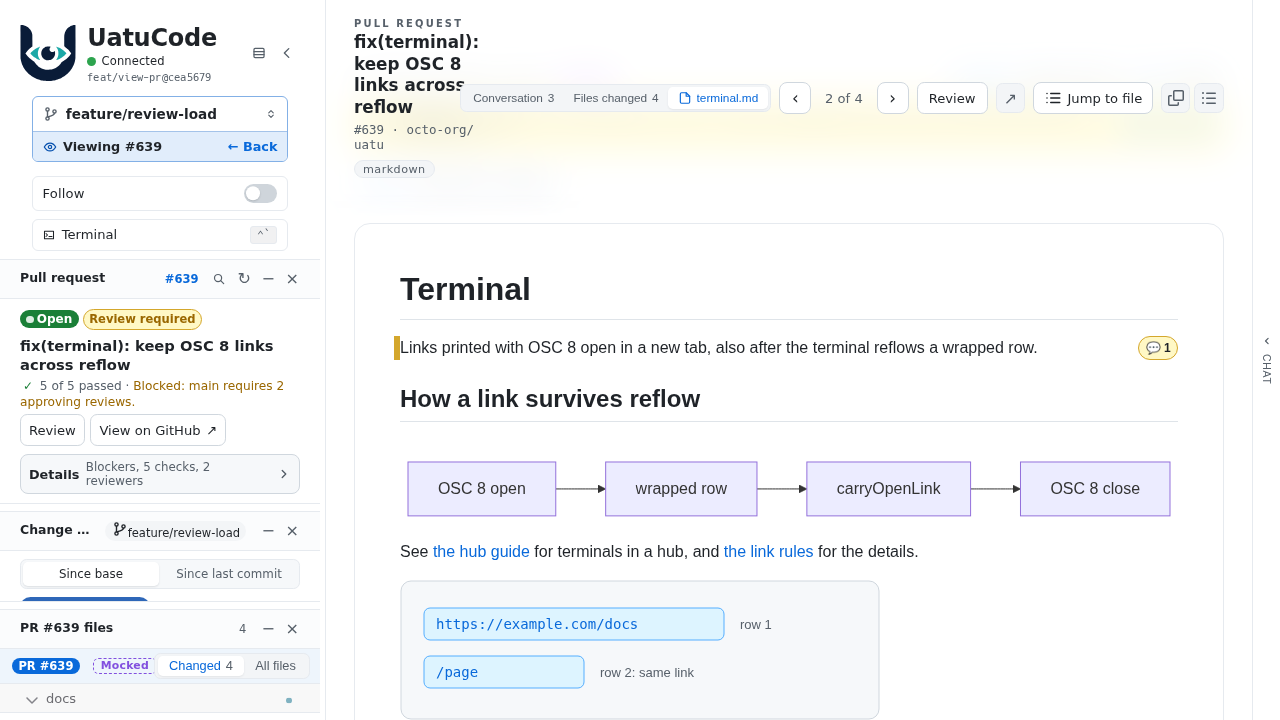 UatuCode
Connected
feat/view-pr@cea5679
feature/review-load
Viewing #639
← Back
Follow
Terminal
⌃`
Pull request
#639
Open
Review required
fix(terminal): keep OSC 8 links
across reflow
✓ 5 of 5 passed · Blocked: main requires 2
approving reviews.
Review
View on GitHub ↗
Details
Blockers, 5 checks, 2
reviewers
Change …
feature/review-load
Since base
Since last commit
PR #639 files
4
PR #639
Mocked
Changed 4
All files
docs
PULL REQUEST
fix(terminal):
keep OSC 8
links across
reflow
#639 · octo-org/
uatu
markdown
Conversation 3
Files changed 4
terminal.md
2 of 4
Review
↗
Jump to file
Terminal
Links printed with OSC 8 open in a new tab, also after the terminal reflows a wrapped row.
💬 1
How a link survives reflow
OSC 8 open
wrapped row
carryOpenLink
OSC 8 close
See the hub guide for terminals in a hub, and the link rules for the details.
https://example.com/docs
row 1
/page
row 2: same link
CHAT